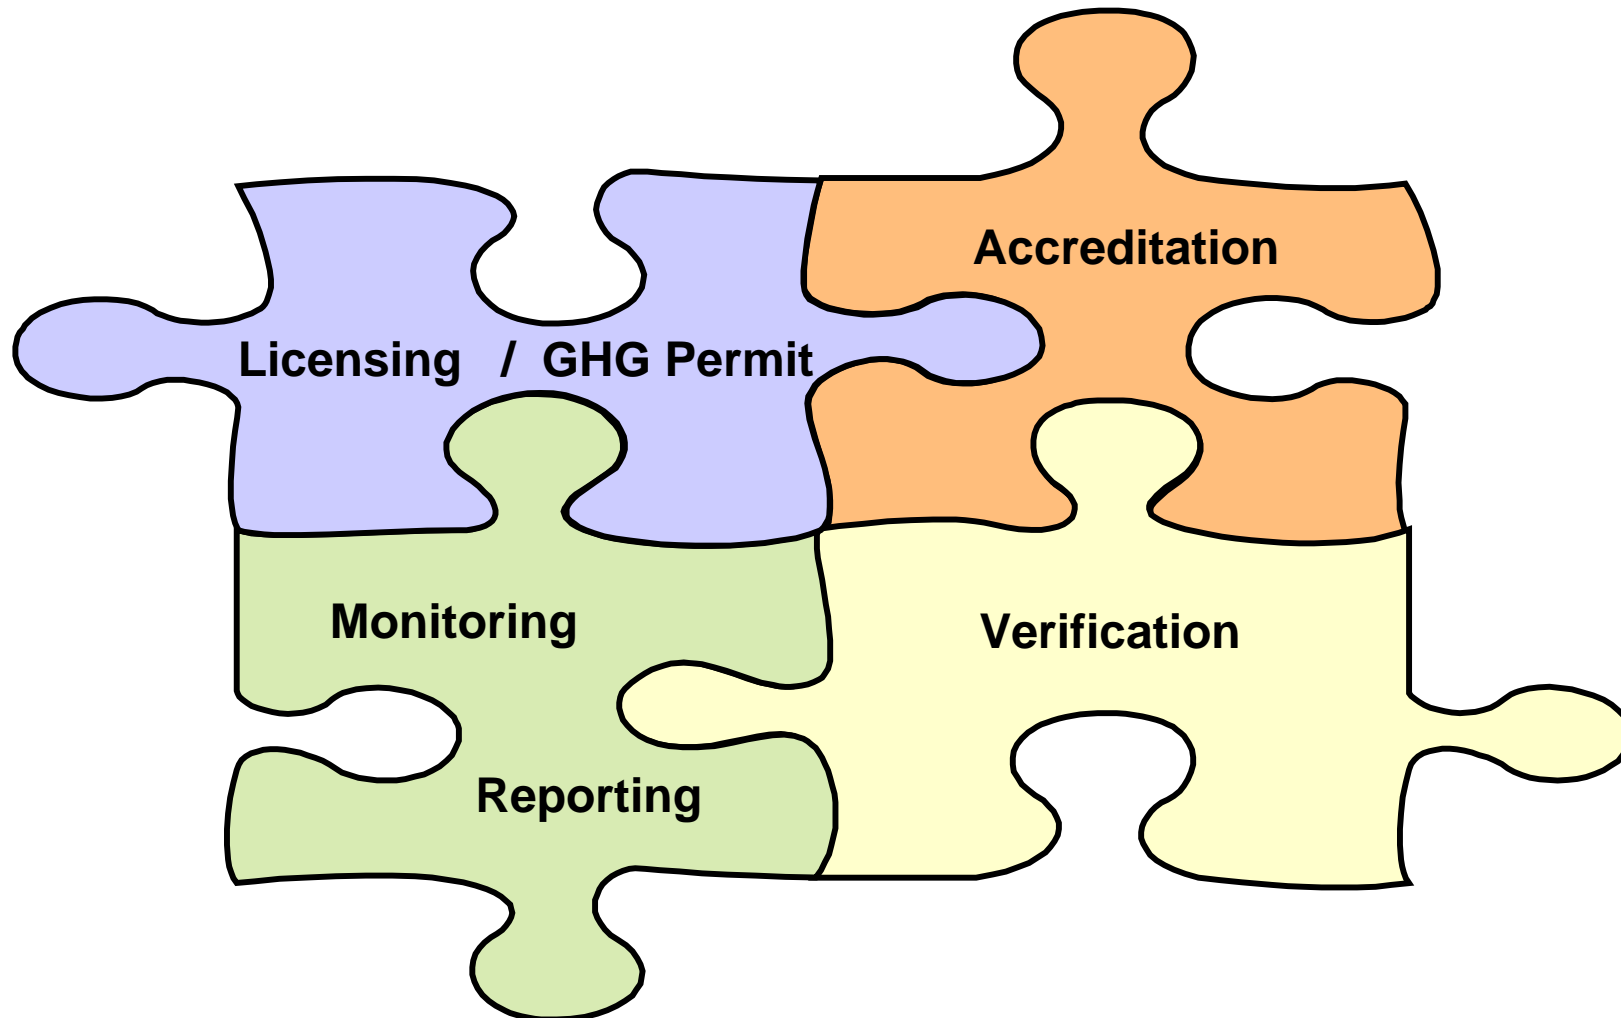 Accreditation
Licensing / GHG Permit
Monitoring
Verification
Reporting